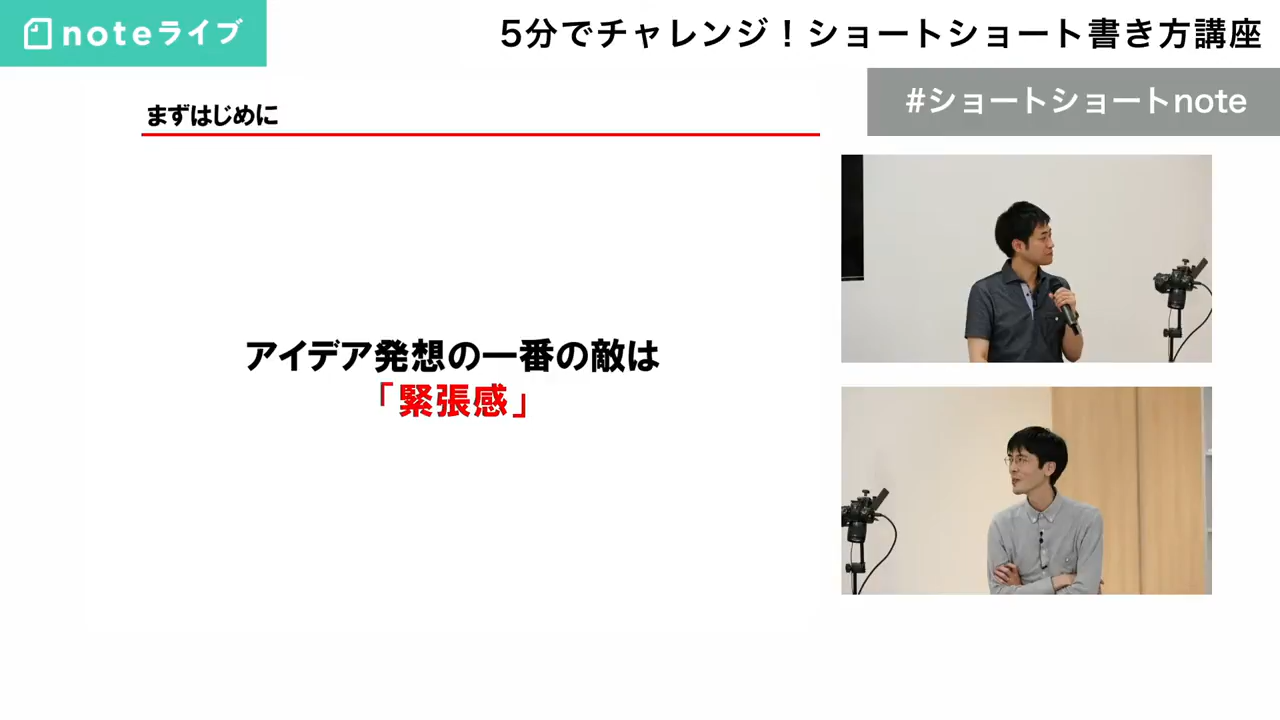 noteライブ
5分でチャレンジ！ショートショート書き方講座
#ショートショートnote
まずはじめに
アイデア発想の一番の敵は
「緊張感」